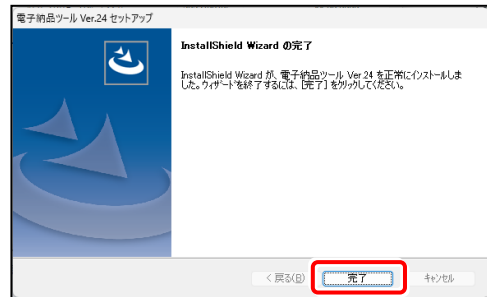 電子納品ツール Ver.24 セットアップ
InstallShield Wizard の完了
InstallShield Wizard が、電子納品ツール Ver.24 を正常にインストールしま
した。ウィザードを終了するには、[完了] をクリックしてください。
< 戻る(B)
完了
キャンセル